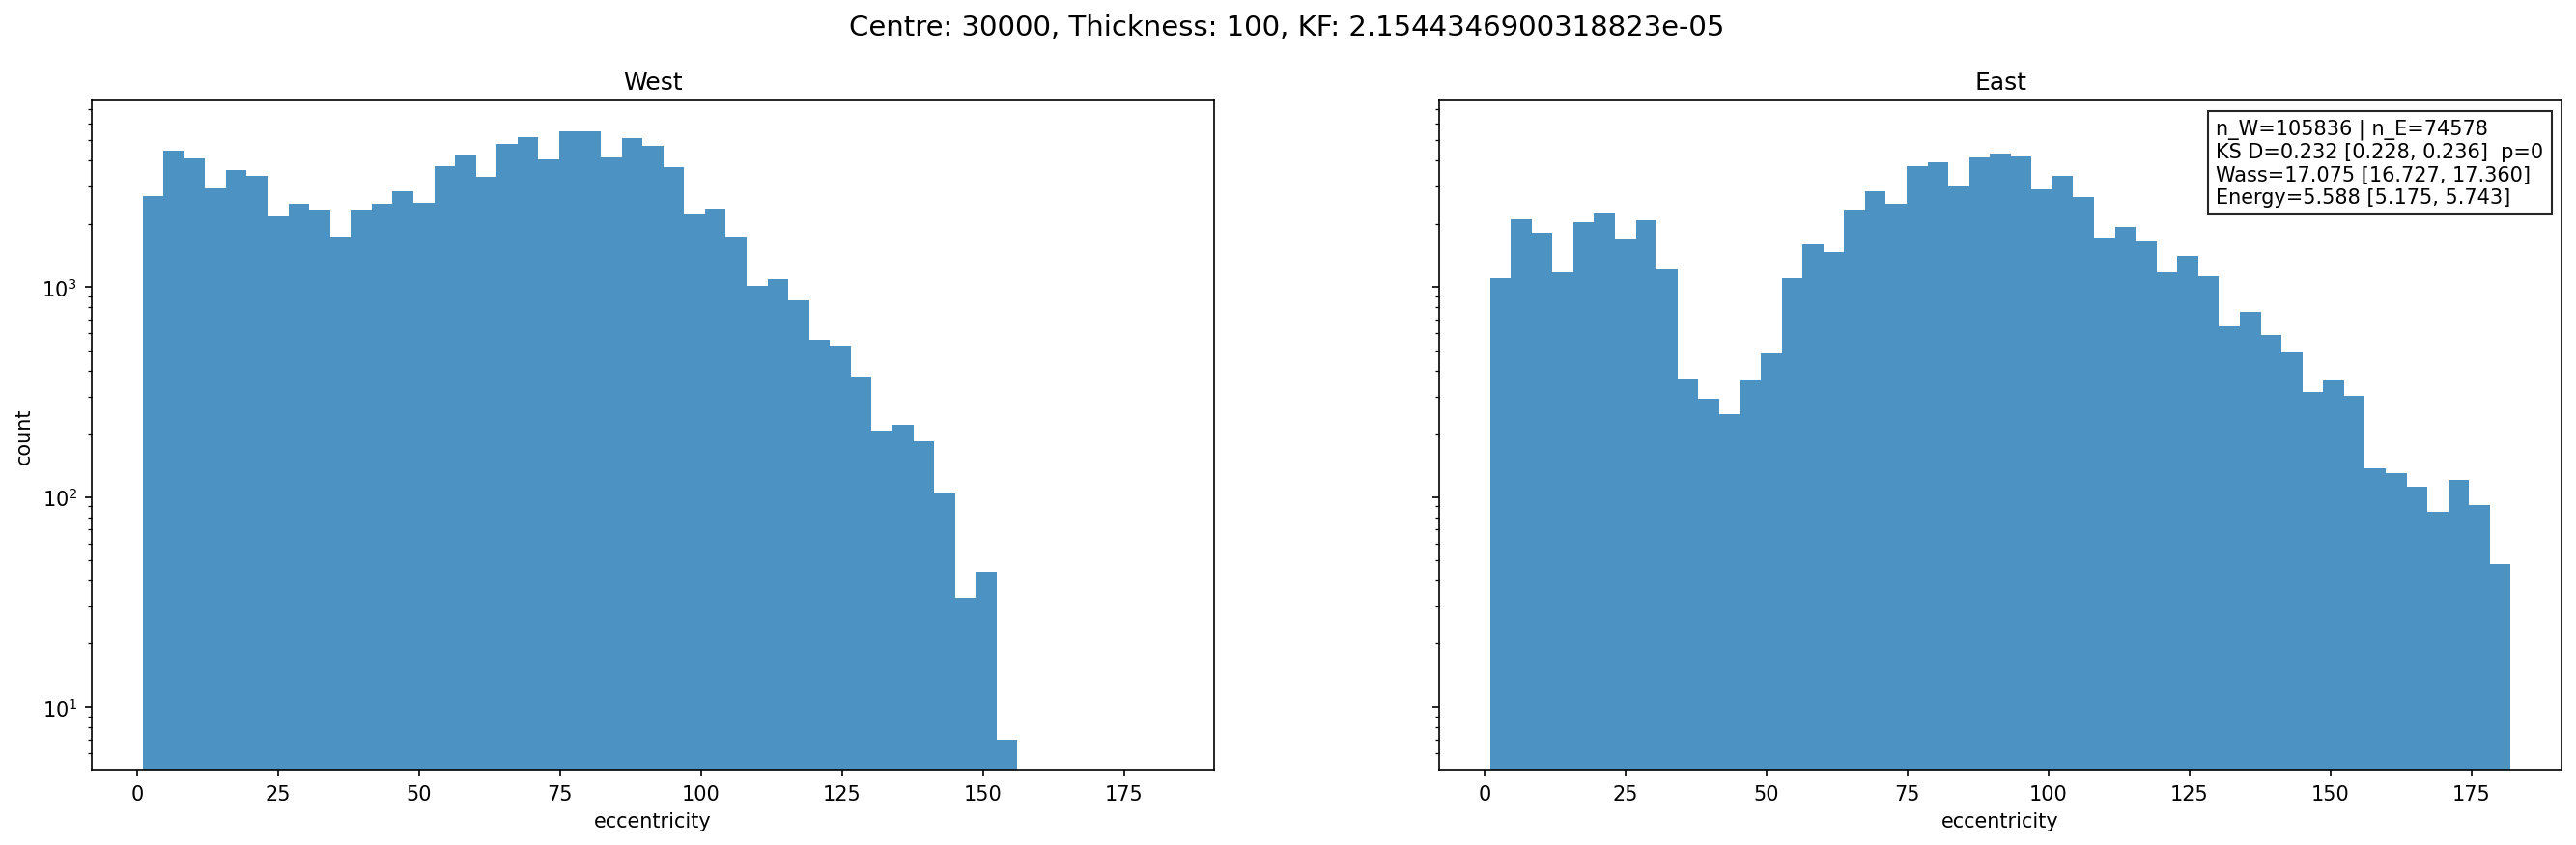 Centre: 30000, Thickness: 100, KF: 2.1544346900318823e-05
West
East
n_W=105836 | n_E=74578
KS D=0.232 [0.228, 0.236]  p=0
Wass=17.075 [16.727, 17.360]
Energy=5.588 [5.175, 5.743]
10³
10²
10¹
count
0 25 50 75 100 125 150 175
0 25 50 75 100 125 150 175
eccentricity
eccentricity